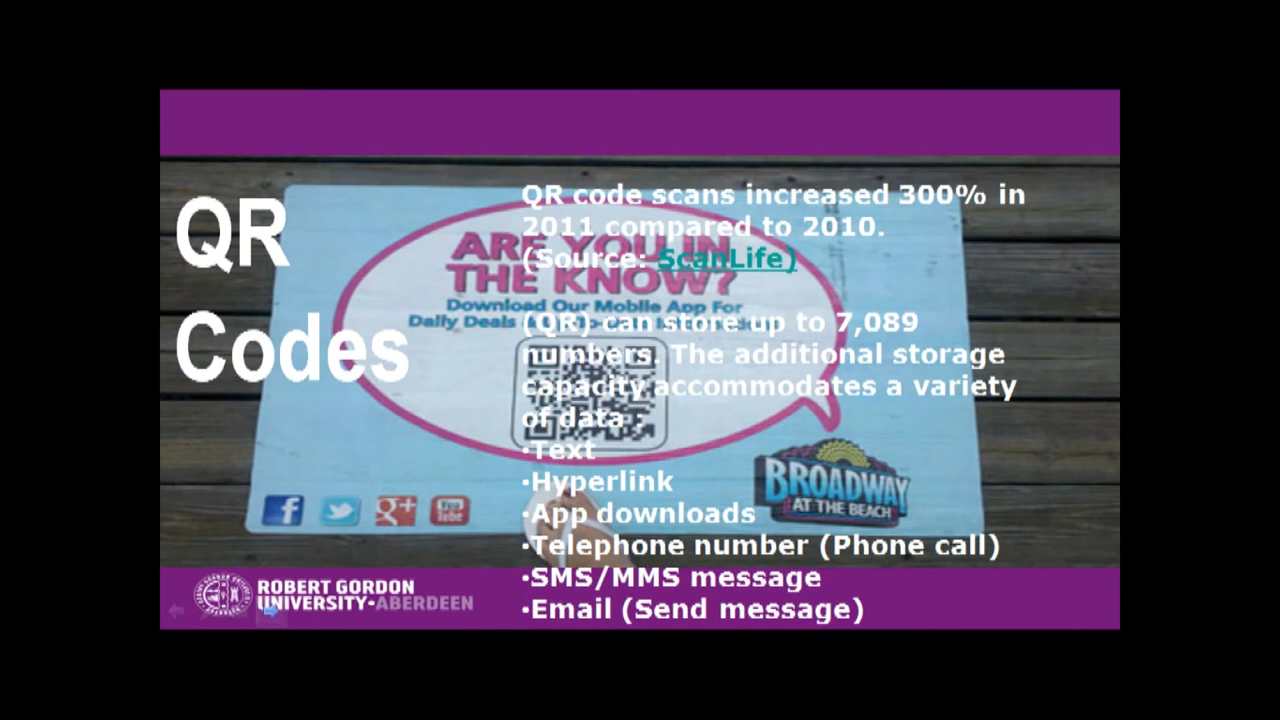 QR
Codes
QR code scans increased 300% in
2011 compared to 2010.
(Source: ScanLife)
(QR) can store up to 7,089
numbers. The additional storage
capacity accommodates a variety
of data :
•Text
•Hyperlink
•App downloads
•Telephone number (Phone call)
•SMS/MMS message
•Email (Send message)
ARE YOU IN
THE KNOW?
Download Our Mobile App For
Daily Deals
BROADWAY
AT THE BEACH
f
g+
You
Tube
ROBERT GORDON
UNIVERSITY•ABERDEEN